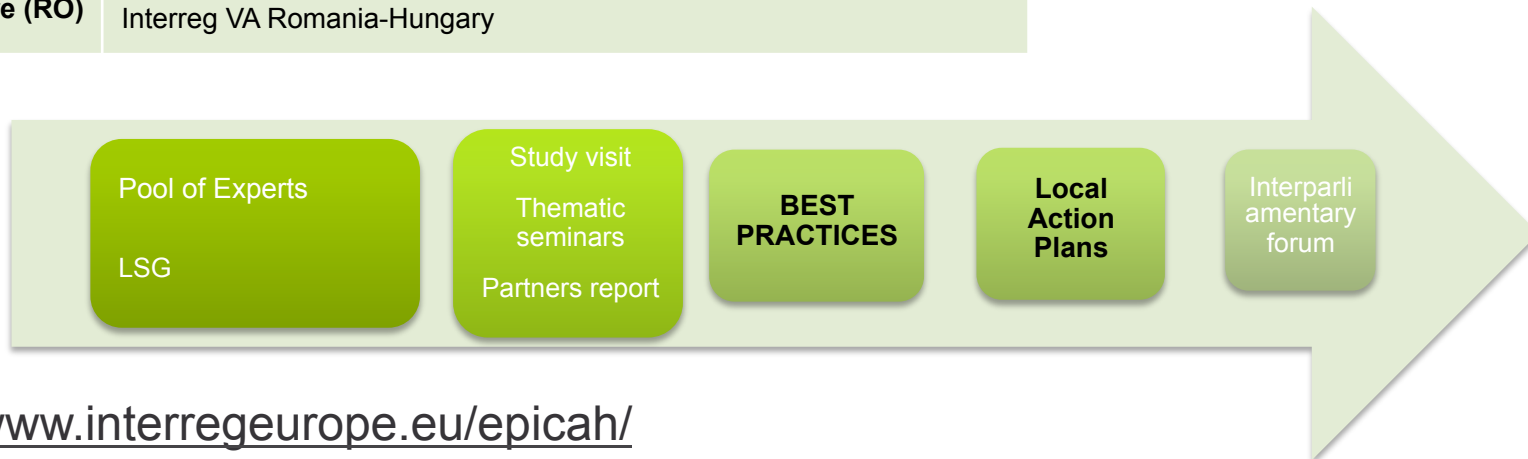 e (RO)
Interreg VA Romania-Hungary
Pool of Experts
LSG
Study visit
Thematic
seminars
Partners report
BEST
PRACTICES
Local
Action
Plans
Interparli
amentary
forum
ww.interregeurope.eu/epicah/